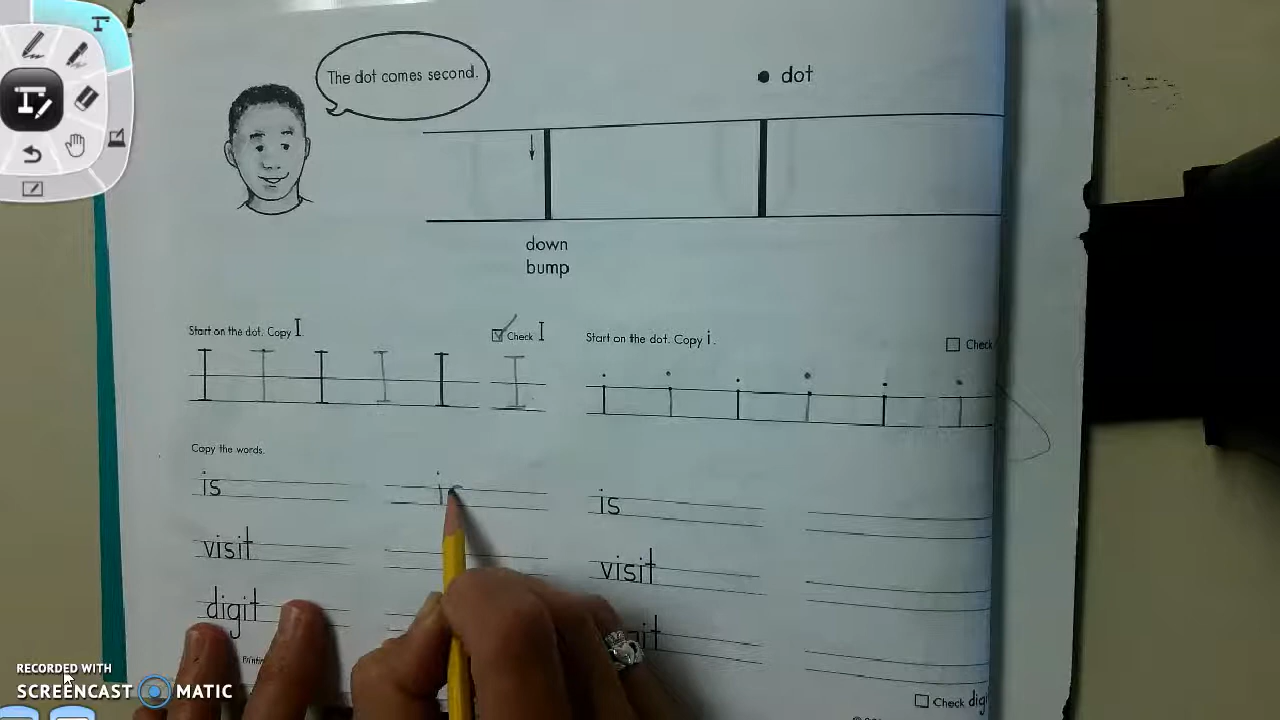 The dot comes second.
dot
down
bump
Start on the dot. Copy I.
Check I
Start on the dot. Copy i.
Check
I I I I I I
i i i i i i
Copy the words.
is is is
visit visit
digit
Check
RECORDED WITH
SCREENCAST MATIC